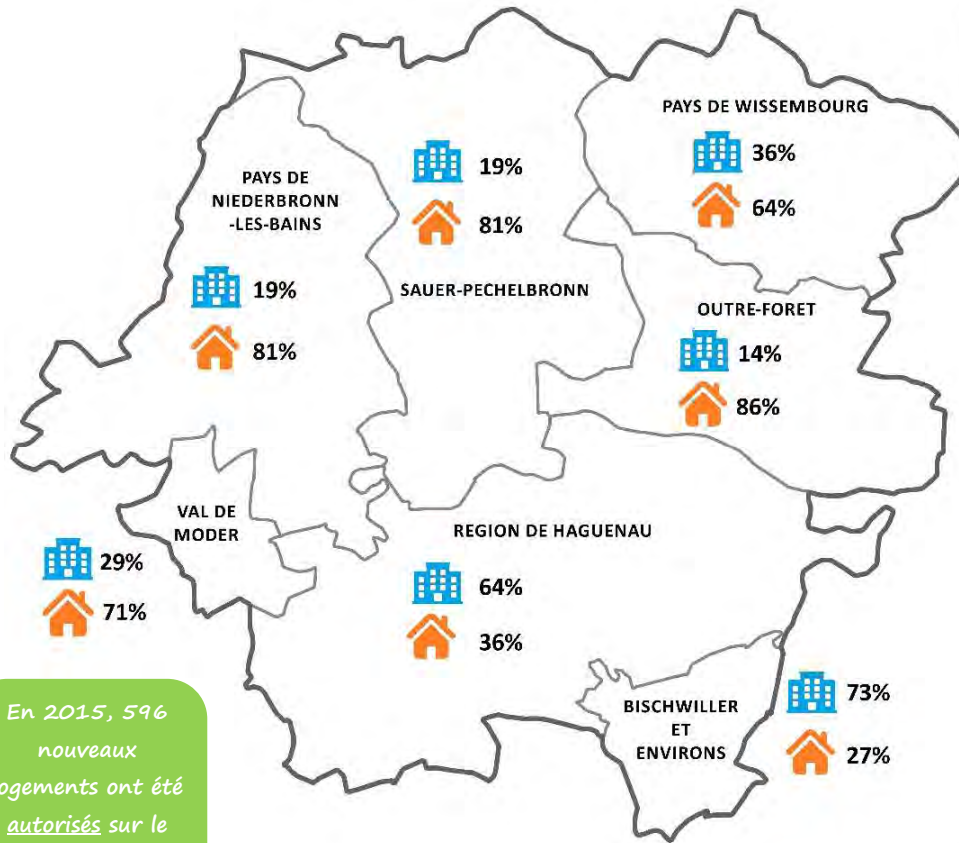 PAYS DE WISSEMBOURG
36%
64%
19%
81%
PAYS DE
NIEDERBRONN
-LES-BAINS
19%
81%
SAUER-PECHELBRONN
OUTRE-FORET
14%
86%
VAL DE
MODER
29%
71%
REGION DE HAGUENAU
64%
36%
BISCHWILLER
ET
ENVIRONS
73%
27%
En 2015, 596
nouveaux
ogements ont été
autorisés sur le